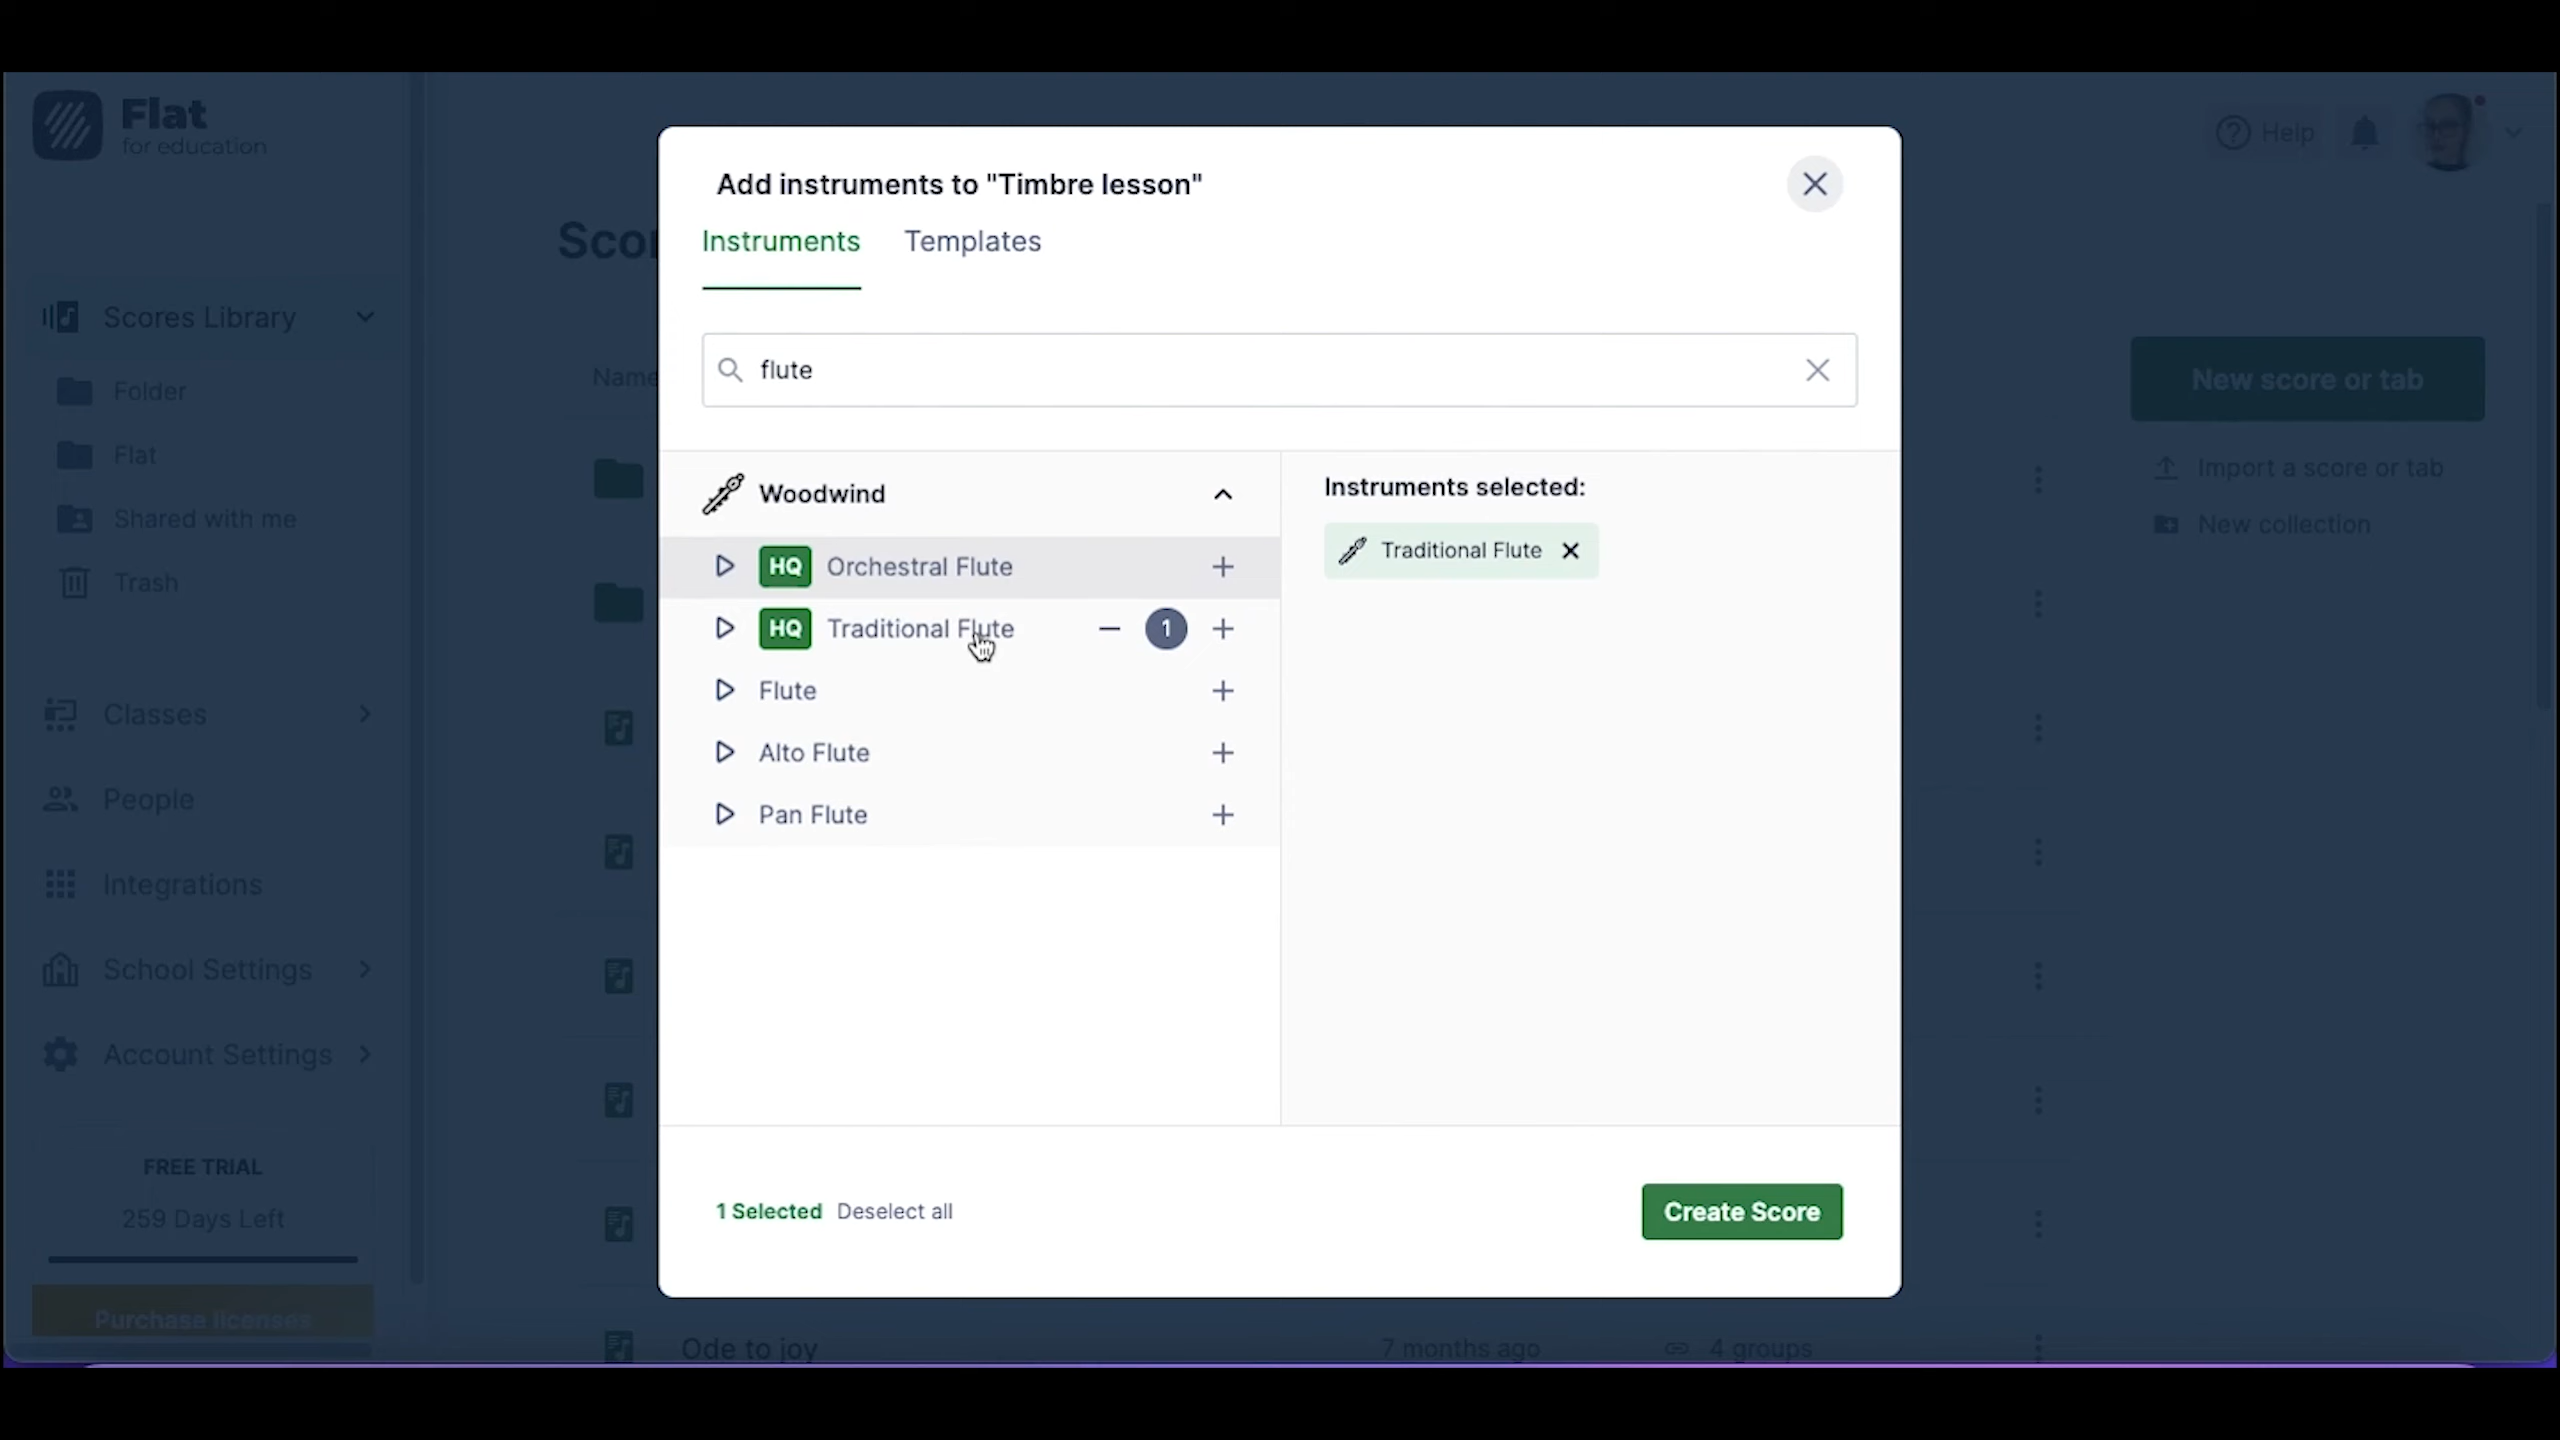 Flat
for education
Scores Library
Folder
Flat
Shared with me
Trash
Classes
People
Integrations
School Settings
Account Settings
FREE TRIAL
259 Days Left
Purchase licenses
Help
Name
New score or tab
Import a score or tab
New collection
Ode to joy
7 months ago
4 groups
Add instruments to "Timbre lesson"
Instruments
Templates
flute
Woodwind
HQ Orchestral Flute
HQ Traditional Flute 1
Flute
Alto Flute
Pan Flute
Instruments selected:
Traditional Flute
1 Selected Deselect all
Create Score